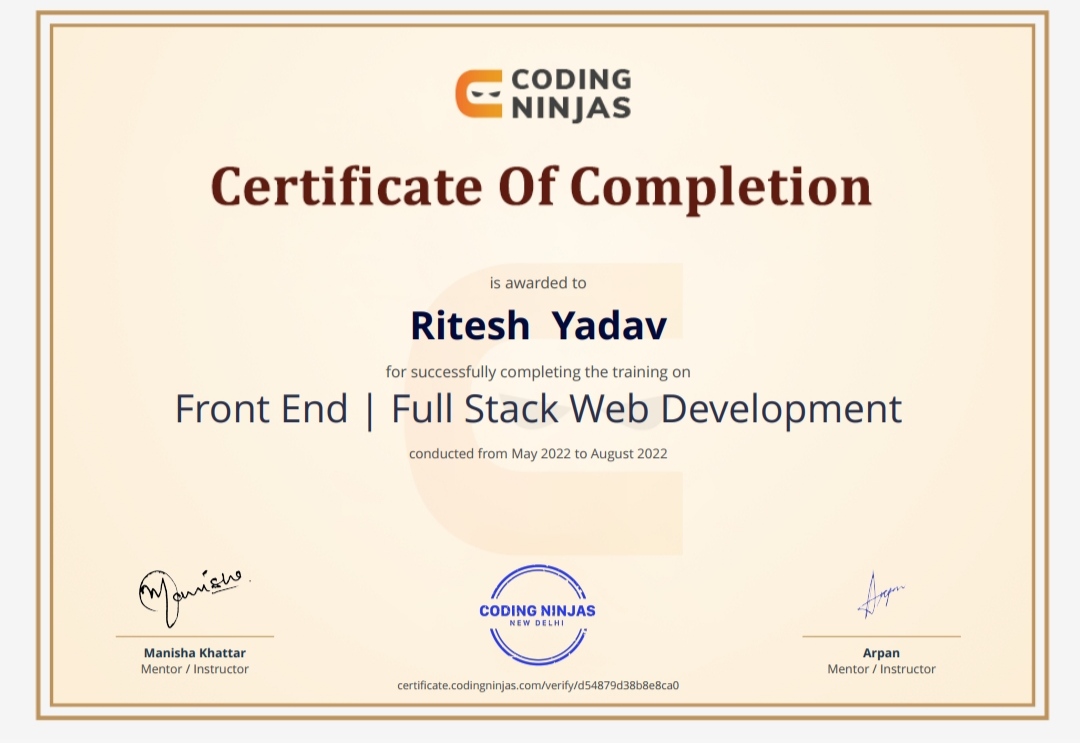 CODING
NINJAS
Certificate Of Completion
is awarded to
Ritesh Yadav
for successfully completing the training on
Front End | Full Stack Web Development
conducted from May 2022 to August 2022
Manisha
Arpan
CODING NINJAS
NEW DELHI
Manisha Khattar
Mentor / Instructor
Arpan
Mentor / Instructor
certificate.codingninjas.com/verify/d54879d38b8e8ca0